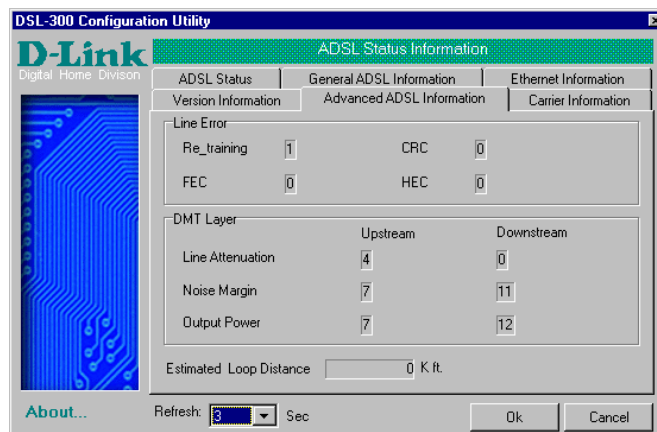 DSL-300 Configuration Utility
D-Link
Digital Home Divison
ADSL Status Information
ADSL Status General ADSL Information Ethernet Information
Version Information Advanced ADSL Information Carrier Information
Line Error
Re_training 1 CRC 0
FEC 0 HEC 0
DMT Layer
Upstream Downstream
Line Attenuation 4 0
Noise Margin 7 11
Output Power 7 12
Estimated Loop Distance 0 K ft.
About... Refresh: 3 Sec Ok Cancel